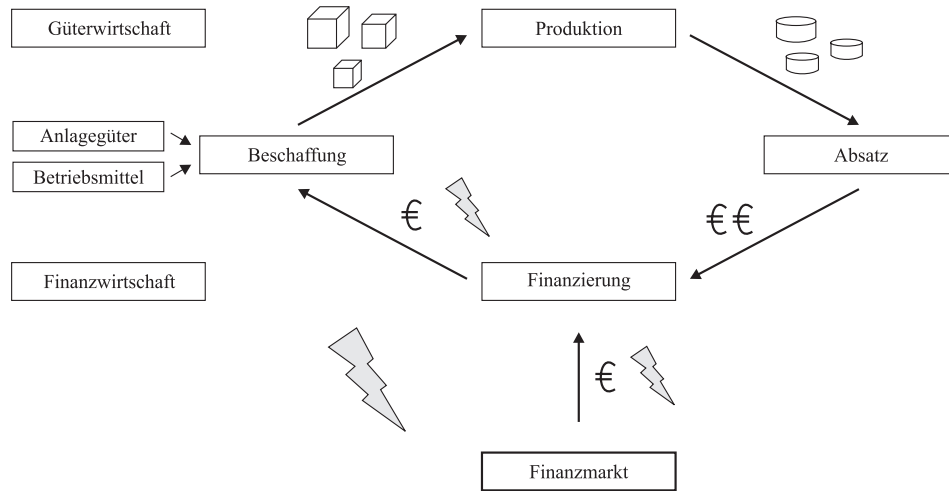 Güterwirtschaft
Produktion
Anlagegüter
Betriebsmittel
Beschaffung
Absatz
€
€ €
Finanzwirtschaft
Finanzierung
€
Finanzmarkt